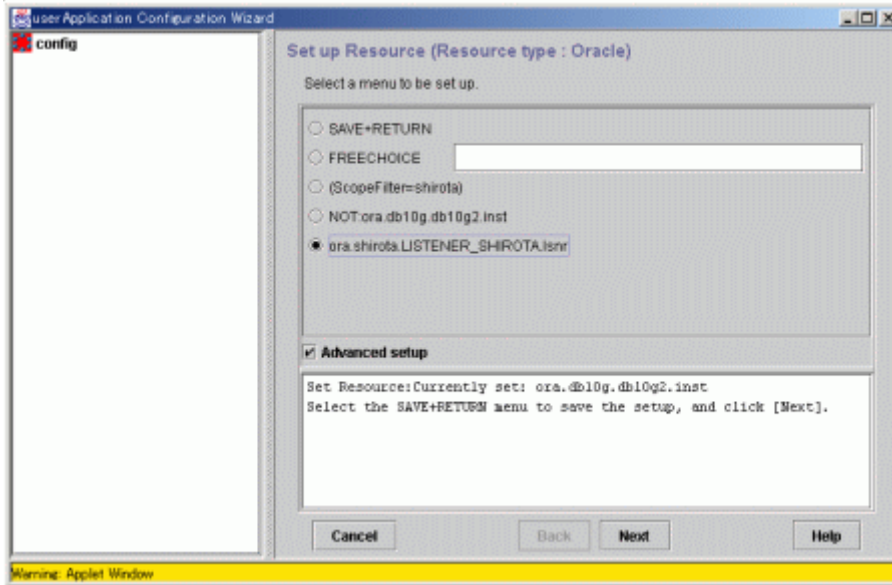 userApplication Configuration Wizard
config
Set up Resource (Resource type : Oracle)
Select a menu to be set up.
SAVE+RETURN
FREECHOICE
(ScopeFilter=shirota)
NOT:ora.db10g.db10g2.inst
ora.shirota.LISTENER_SHIROTA.lsnr
Advanced setup
Set Resource:Currently set: ora.db10g.db10g2.inst
Select the SAVE+RETURN menu to save the setup, and click [Next].
Cancel Back Next Help
Warning: Applet Window